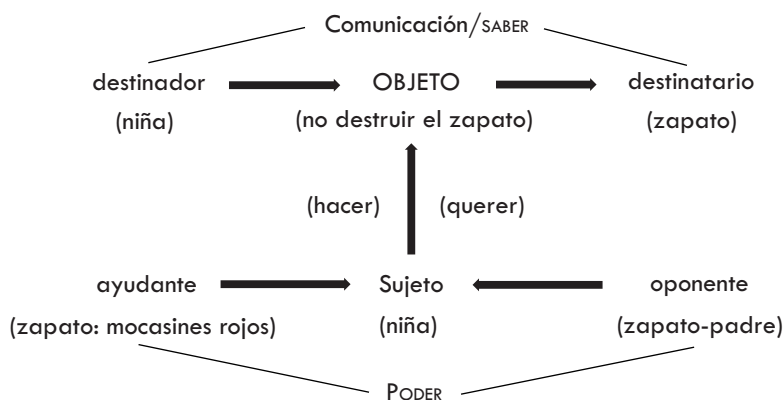 Comunicación/SABER
destinador OBJETO destinatario
(niña) (no destruir el zapato) (zapato)
(hacer) (querer)
ayudante Sujeto oponente
(zapato: mocasines rojos) (niña) (zapato-padre)
PODER